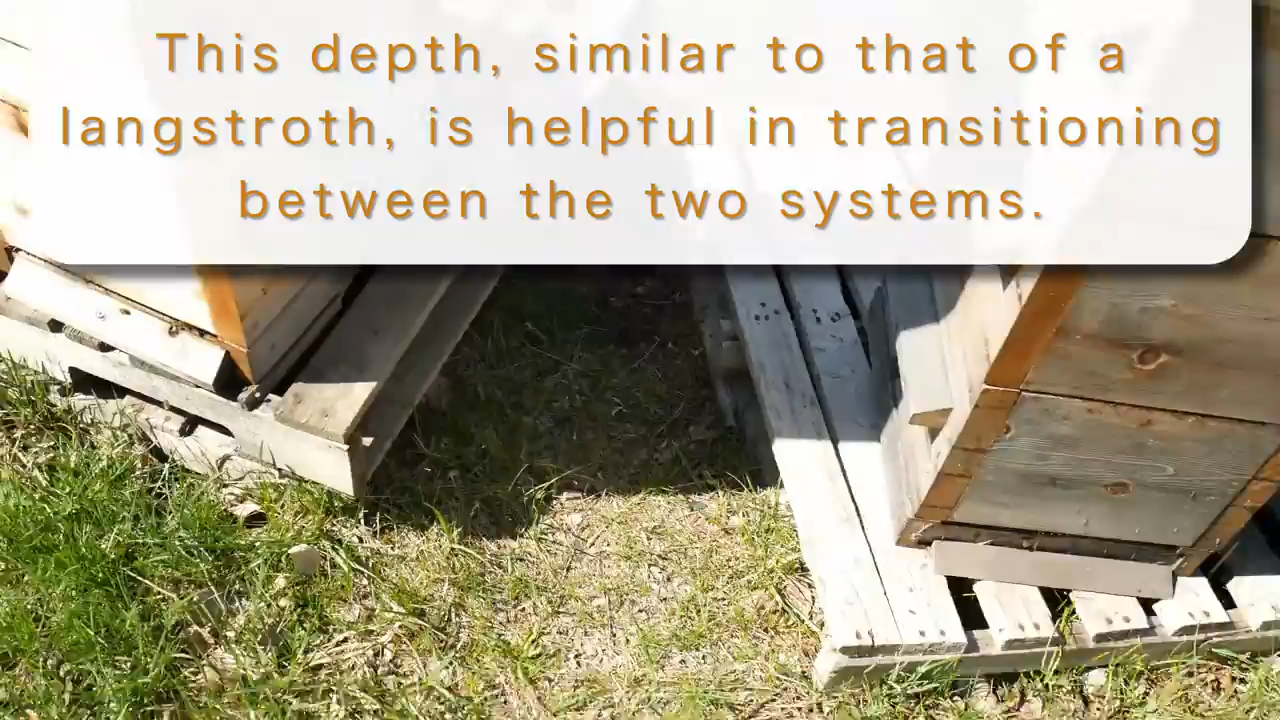 This depth, similar to that of a
langstroth, is helpful in transitioning
between the two systems.